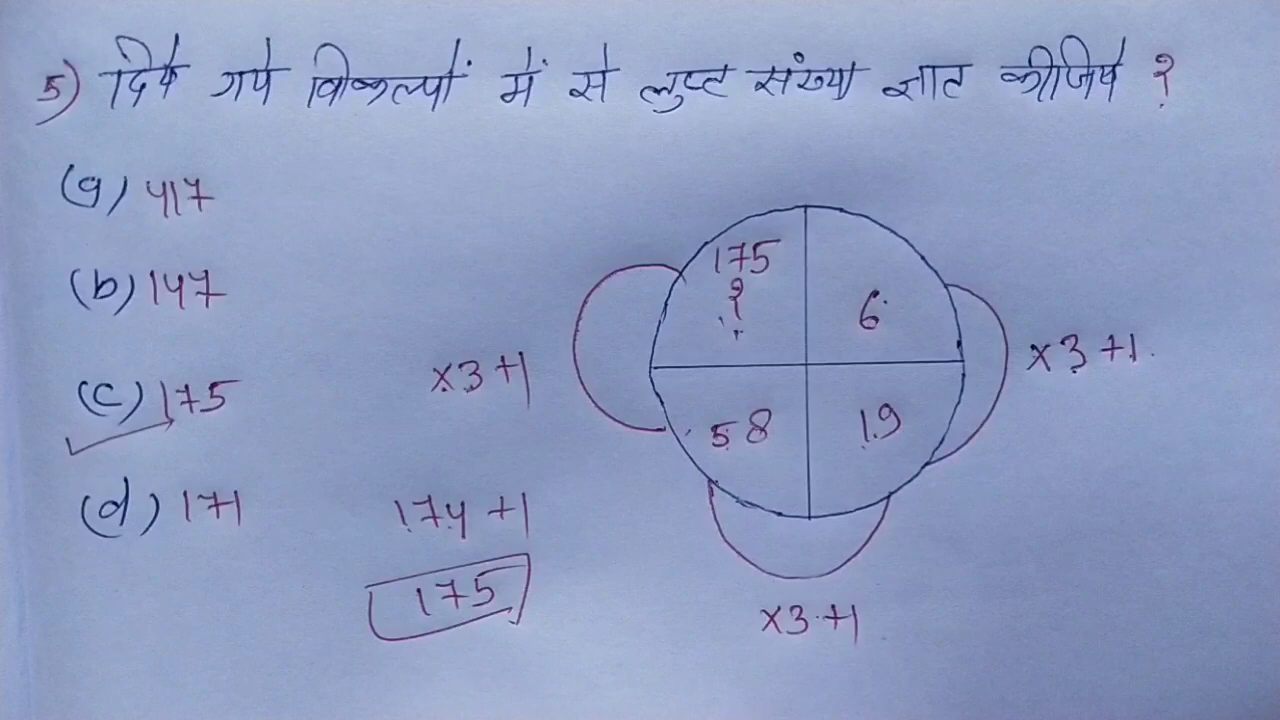 5) दिये गये विकल्पों में से लुप्त संख्या ज्ञात कीजिये ?
(a) 417
(b) 147
(c) 175
(d) 171
175
?
6
58
19
×3+1
×3+1
×3+1
174+1
175